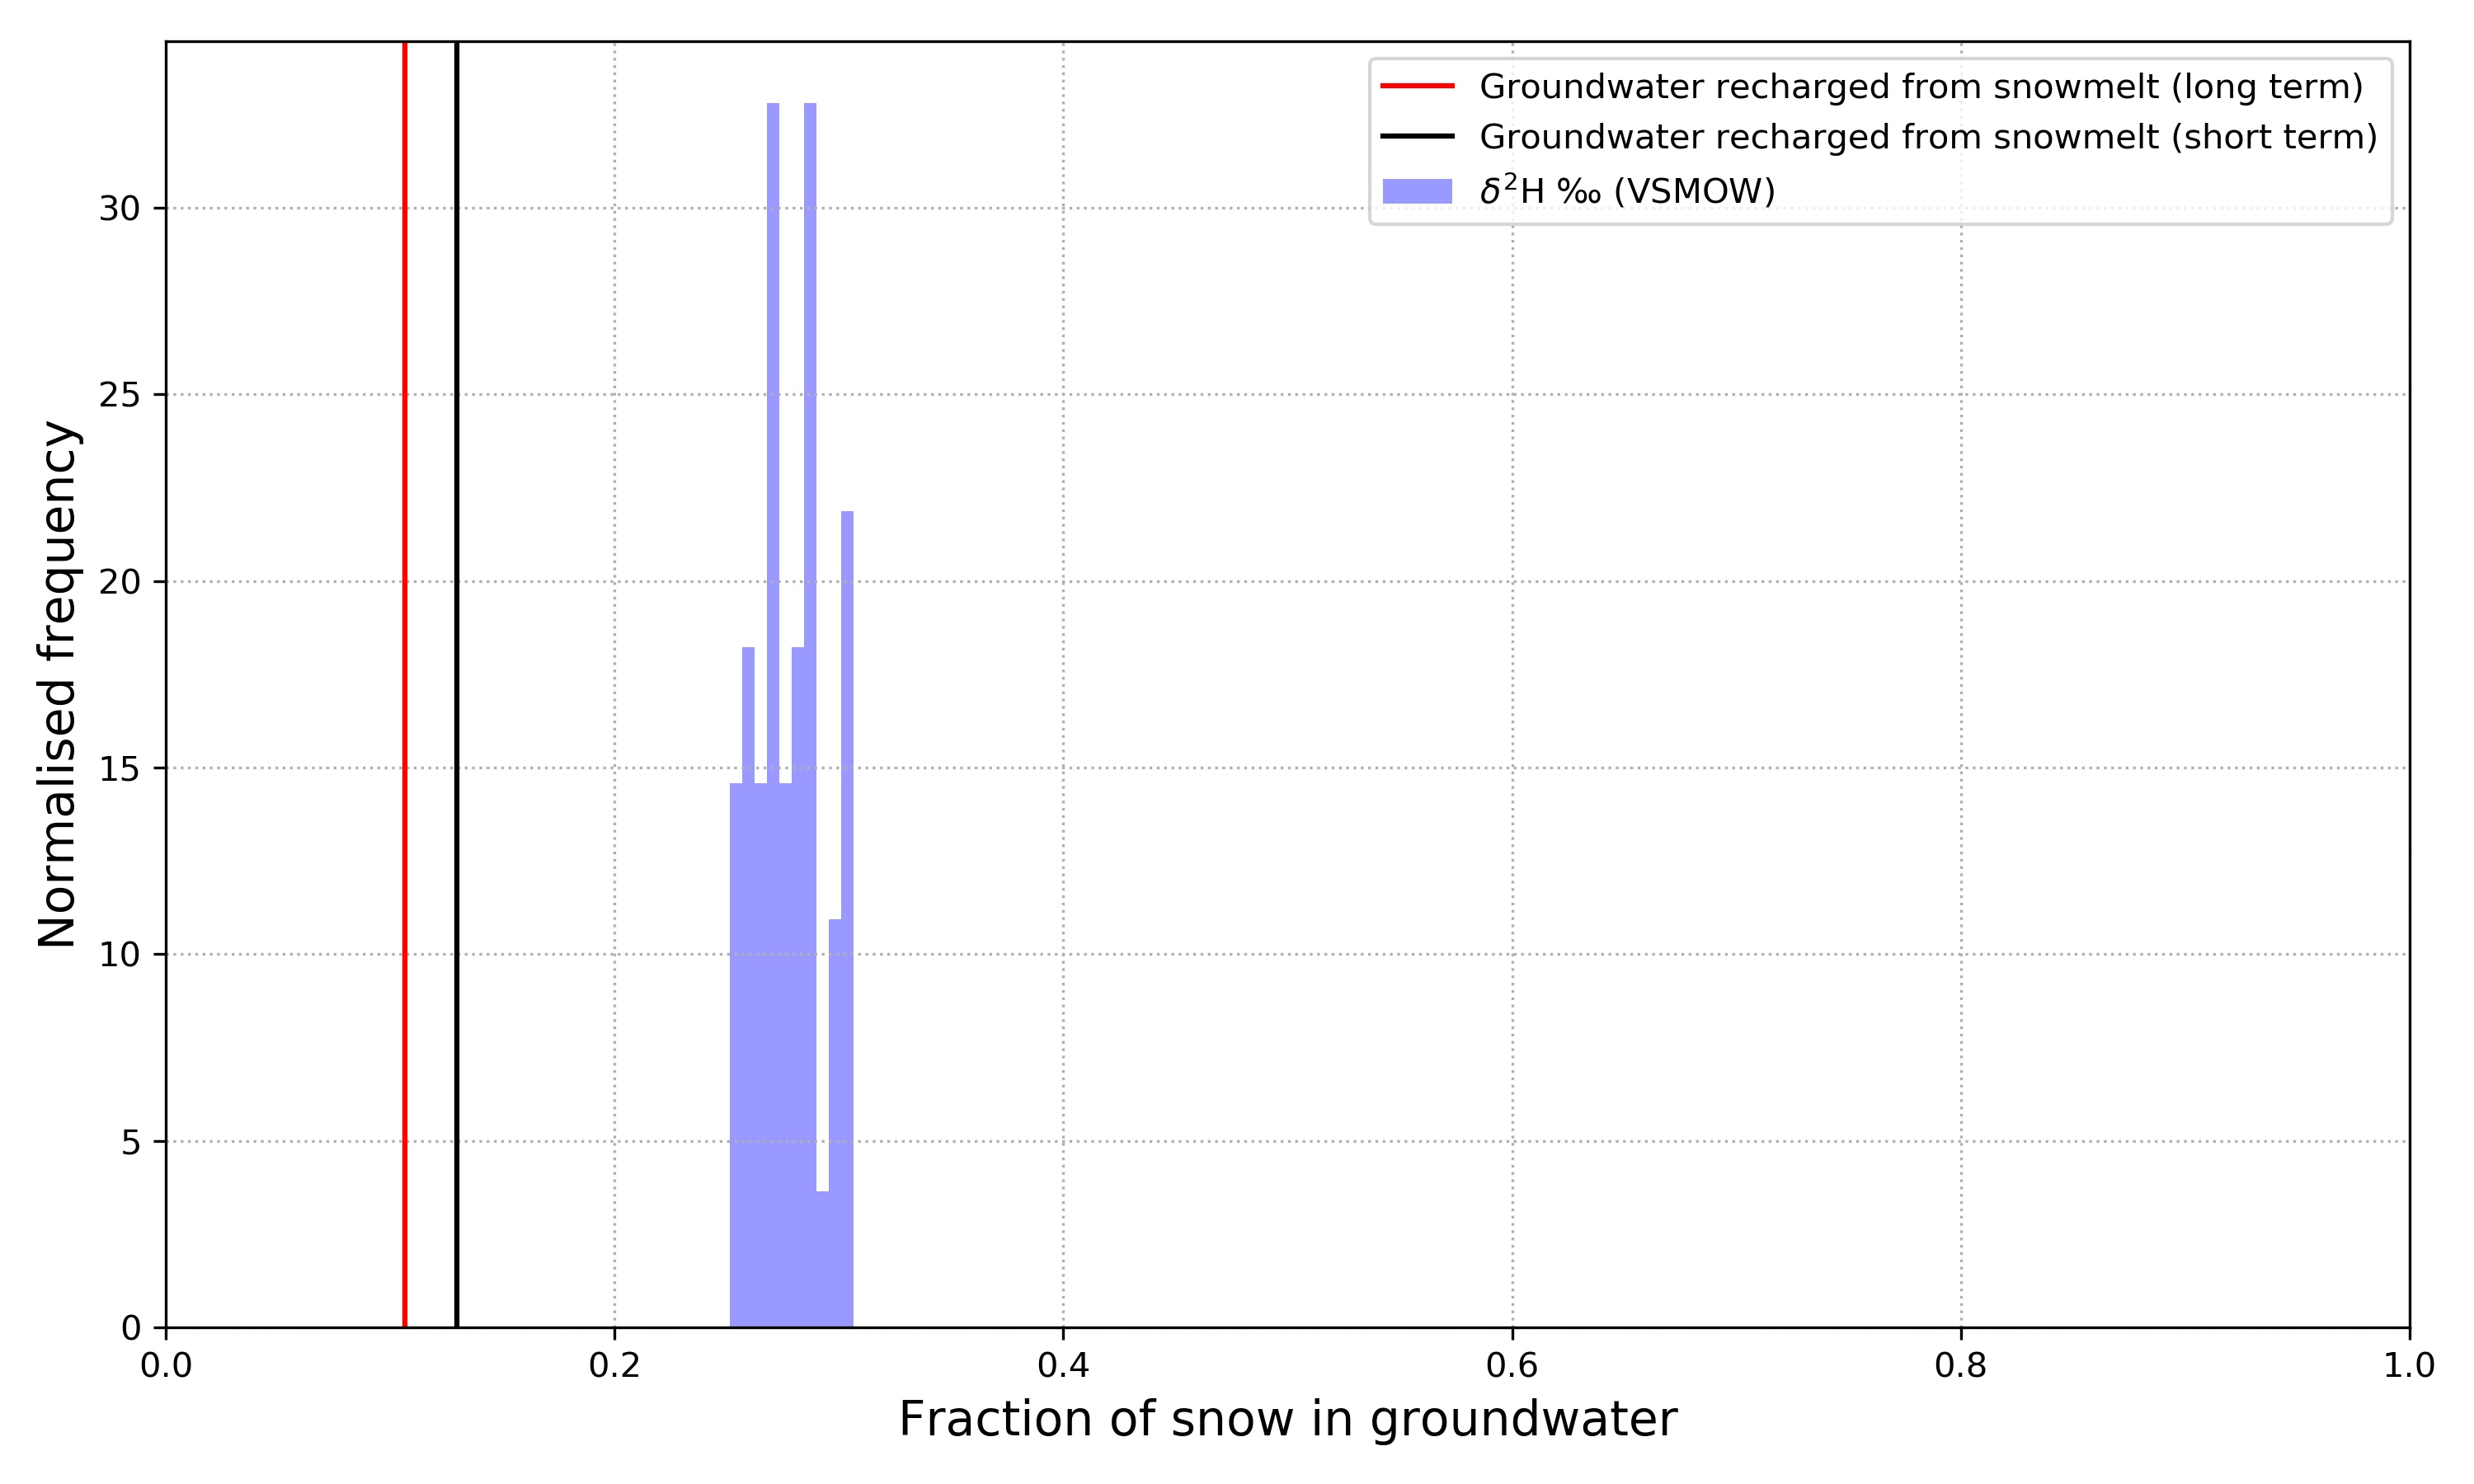 Groundwater recharged from snowmelt (long term)
Groundwater recharged from snowmelt (short term)
δ²H ‰ (VSMOW)
Normalised frequency
30
25
20
15
10
5
0
0.0 0.2 0.4 0.6 0.8 1.0
Fraction of snow in groundwater